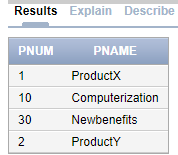 Results Explain Describe
PNUM PNAME
1 ProductX
10 Computerization
30 Newbenefits
2 ProductY